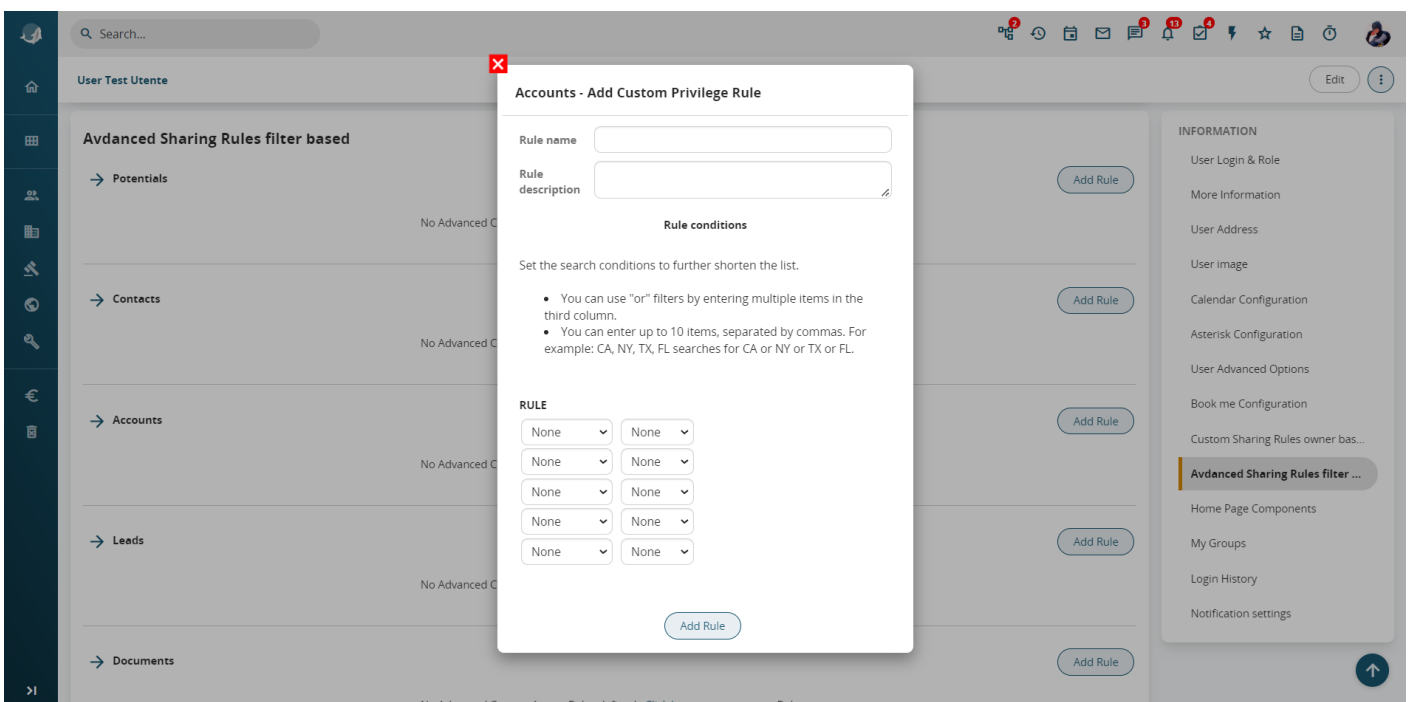 Search...
2
3
13
4
User Test Utente
Edit
Accounts - Add Custom Privilege Rule
Rule name
Rule
description
Rule conditions
Set the search conditions to further shorten the list.
• You can use "or" filters by entering multiple items in the
third column.
• You can enter up to 10 items, separated by commas. For
example: CA, NY, TX, FL searches for CA or NY or TX or FL.
RULE
None None
None None
None None
None None
None None
Add Rule
Avdanced Sharing Rules filter based
Potentials
Add Rule
No Advanced C
Contacts
Add Rule
No Advanced C
Accounts
Add Rule
No Advanced C
Leads
Add Rule
No Advanced C
Documents
Add Rule
INFORMATION
User Login & Role
More Information
User Address
User image
Calendar Configuration
Asterisk Configuration
User Advanced Options
Book me Configuration
Custom Sharing Rules owner bas...
Avdanced Sharing Rules filter ...
Home Page Components
My Groups
Login History
Notification settings